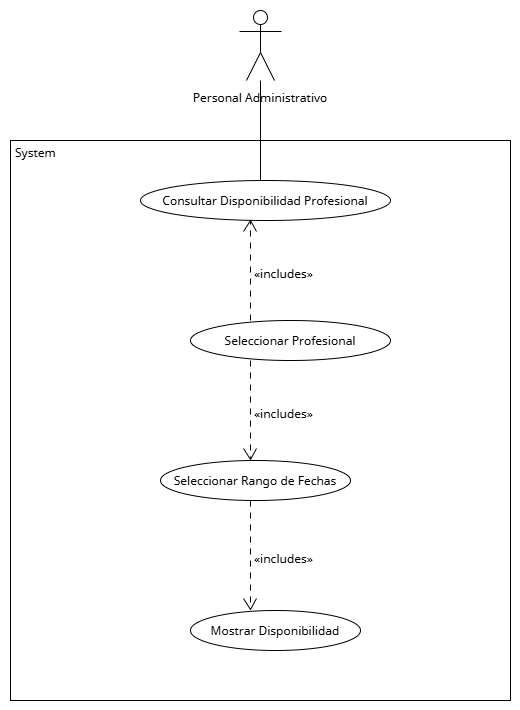 Personal Administrativo
System
Consultar Disponibilidad Profesional
«includes»
Seleccionar Profesional
«includes»
Seleccionar Rango de Fechas
«includes»
Mostrar Disponibilidad